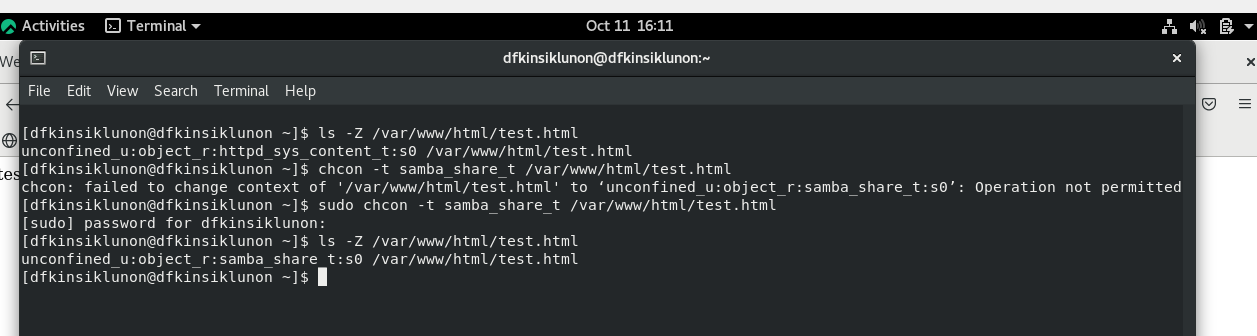 Activities Terminal Oct 11 16:11
We
dfkinsiklunon@dfkinsiklunon:~
File Edit View Search Terminal Help
[dfkinsiklunon@dfkinsiklunon ~]$ ls -Z /var/www/html/test.html
unconfined_u:object_r:httpd_sys_content_t:s0 /var/www/html/test.html
[dfkinsiklunon@dfkinsiklunon ~]$ chcon -t samba_share_t /var/www/html/test.html
tes
chcon: failed to change context of '/var/www/html/test.html' to ‘unconfined_u:object_r:samba_share_t:s0’: Operation not permitted
[dfkinsiklunon@dfkinsiklunon ~]$ sudo chcon -t samba_share_t /var/www/html/test.html
[sudo] password for dfkinsiklunon:
[dfkinsiklunon@dfkinsiklunon ~]$ ls -Z /var/www/html/test.html
unconfined_u:object_r:samba_share_t:s0 /var/www/html/test.html
[dfkinsiklunon@dfkinsiklunon ~]$